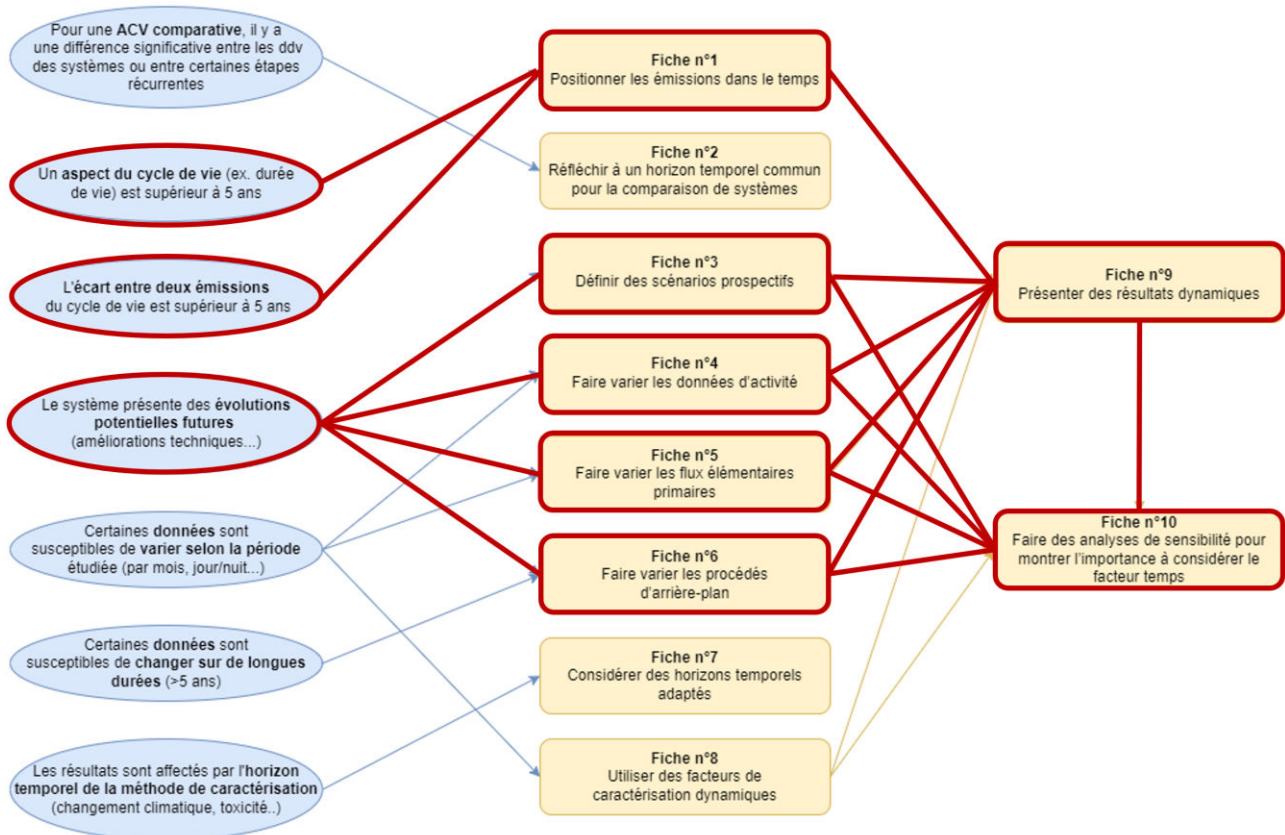 Pour une ACV comparative, il y a
une différence significative entre les ddv
des systèmes ou entre certaines étapes
récurrentes
Un aspect du cycle de vie (ex. durée
de vie) est supérieur à 5 ans
L'écart entre deux émissions
du cycle de vie est supérieur à 5 ans
Le système présente des évolutions
potentielles futures
(améliorations techniques...)
Certaines données sont
susceptibles de varier selon la période
étudiée (par mois, jour/nuit...)
Certaines données sont
susceptibles de changer sur de longues
durées (>5 ans)
Les résultats sont affectés par l'horizon
temporel de la méthode de caractérisation
(changement climatique, toxicité..)
Fiche n°1
Positionner les émissions dans le temps
Fiche n°2
Réfléchir à un horizon temporel commun
pour la comparaison de systèmes
Fiche n°3
Définir des scénarios prospectifs
Fiche n°4
Faire varier les données d'activité
Fiche n°5
Faire varier les flux élémentaires
primaires
Fiche n°6
Faire varier les procédés
d'arrière-plan
Fiche n°7
Considérer des horizons temporels
adaptés
Fiche n°8
Utiliser des facteurs de
caractérisation dynamiques
Fiche n°9
Présenter des résultats dynamiques
Fiche n°10
Faire des analyses de sensibilité pour
montrer l'importance à considérer le
facteur temps